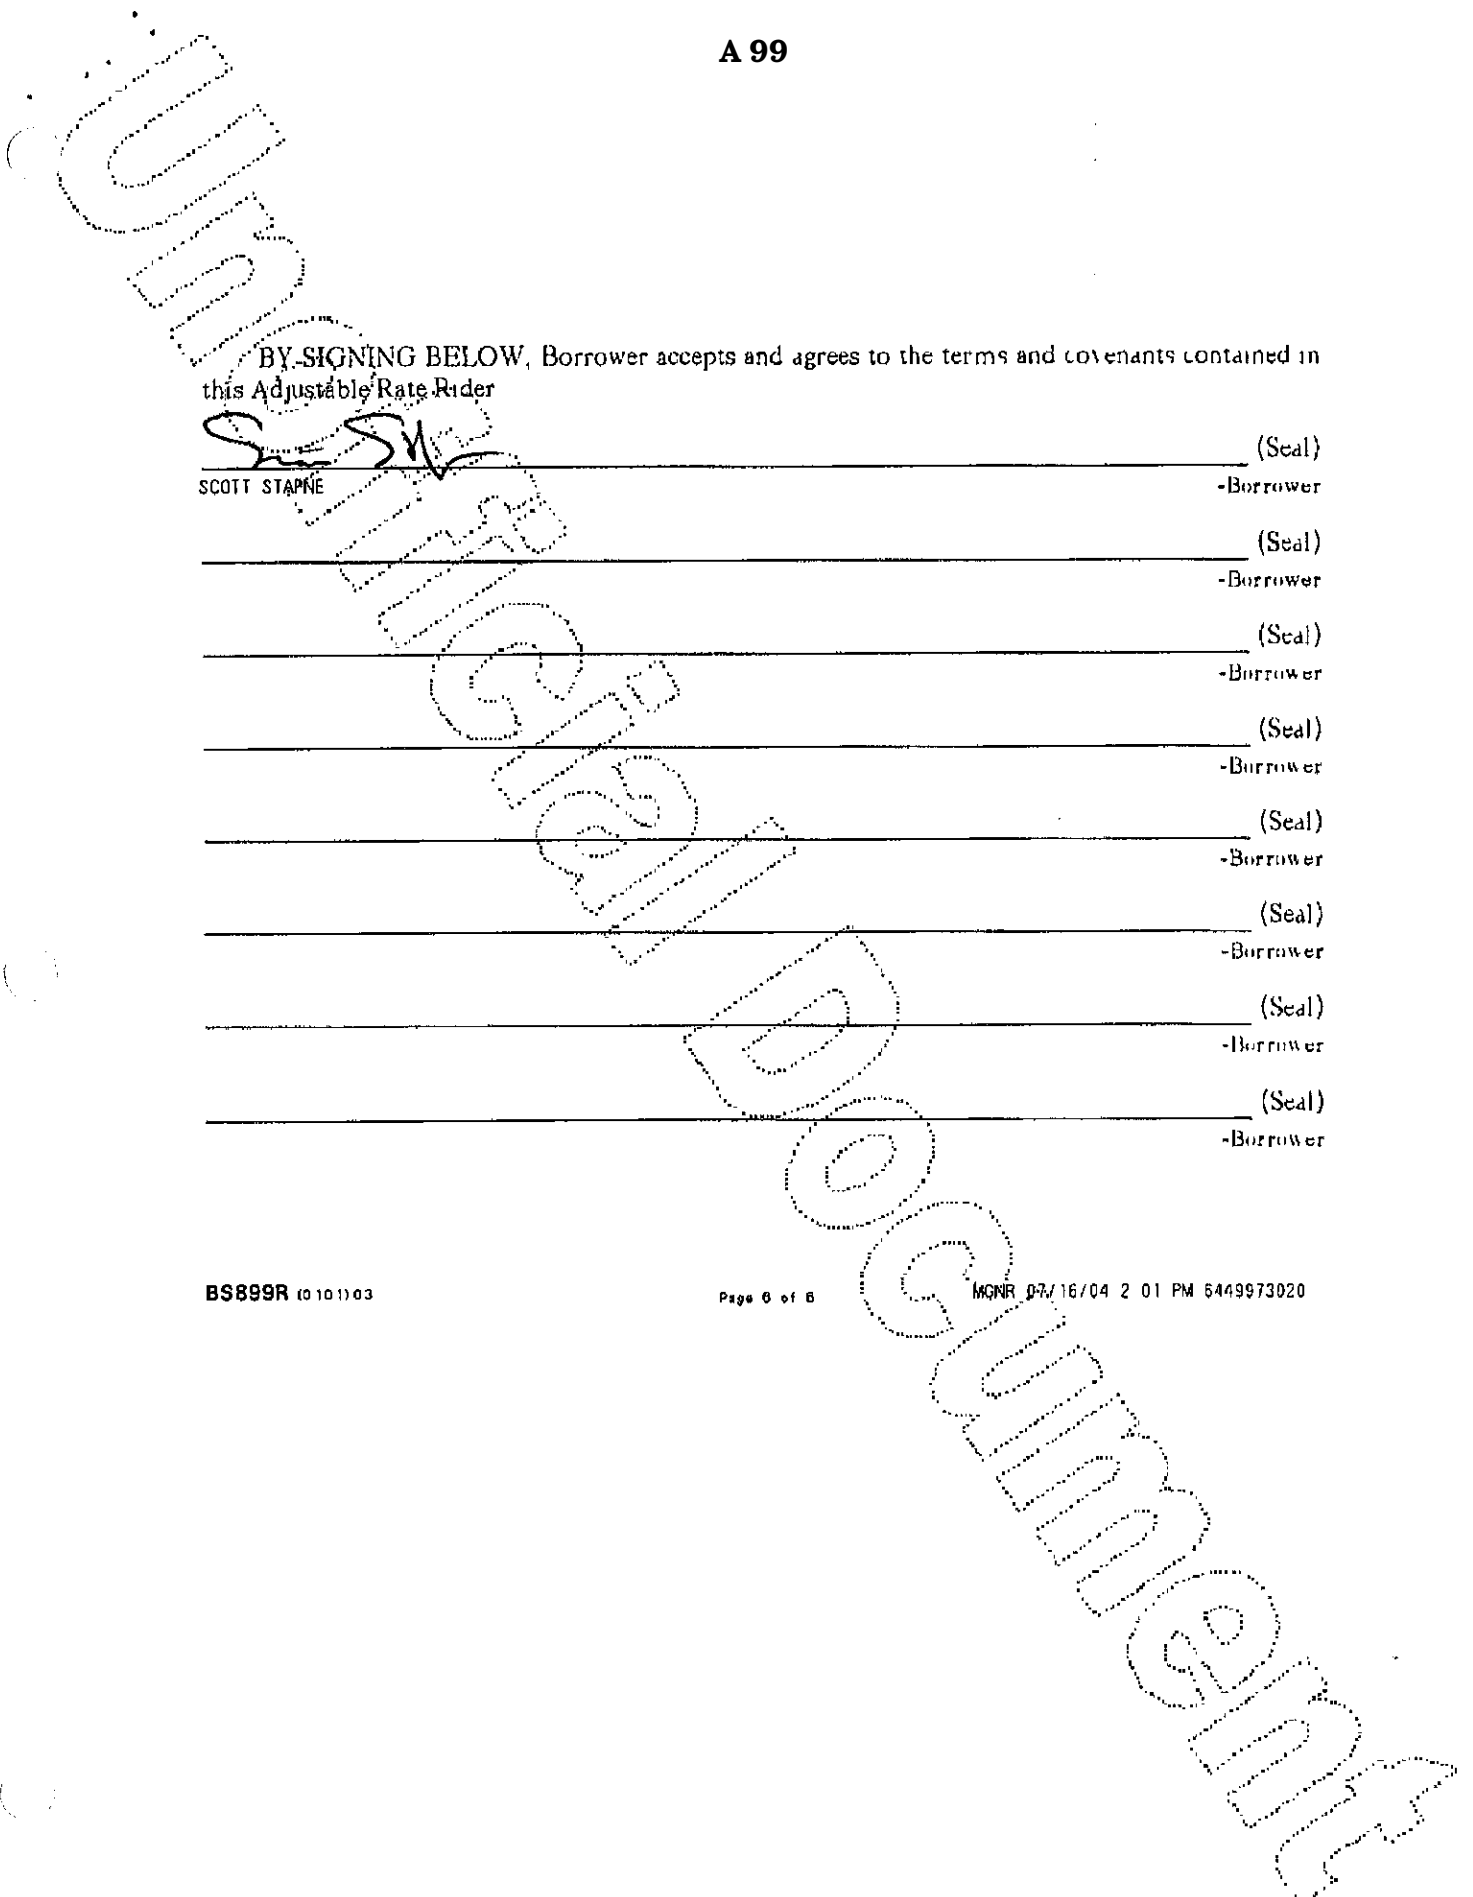 A 99
BY SIGNING BELOW, Borrower accepts and agrees to the terms and covenants contained in
this Adjustable Rate Rider
(Seal)
SCOTT STAFNE
-Borrower
(Seal)
-Borrower
(Seal)
-Borrower
(Seal)
-Borrower
(Seal)
-Borrower
(Seal)
-Borrower
(Seal)
-Borrower
(Seal)
-Borrower
BS899R (0101)03 Page 6 of 6 MGNR 07/16/04 2 01 PM 6449973020
Unofficial Document